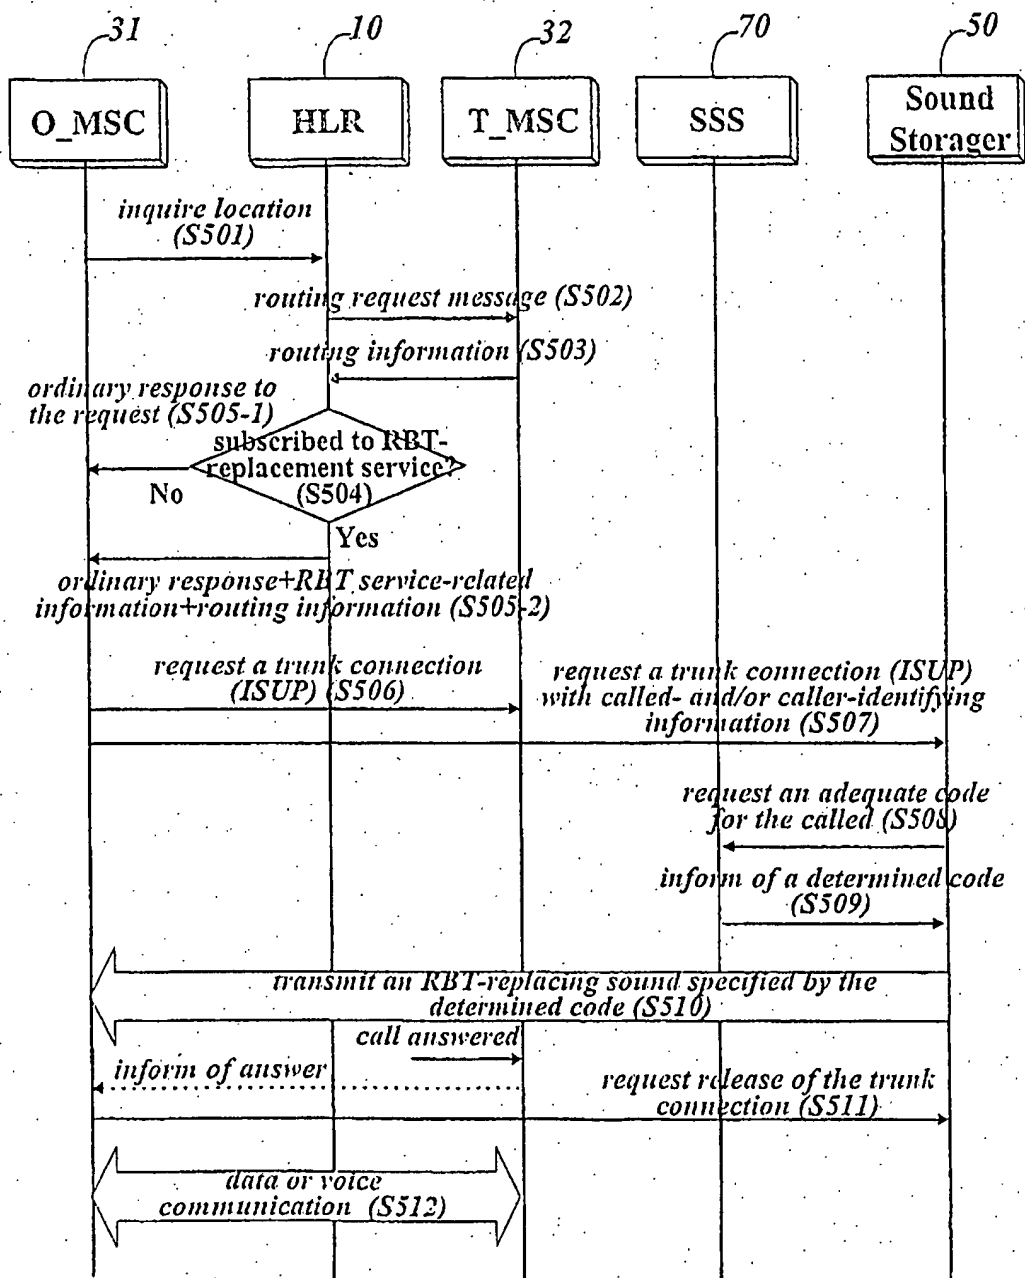 31
10
32
70
50
O_MSC
HLR
T_MSC
SSS
Sound
Storager
inquire location
(S501)
routing request message (S502)
routing information (S503)
ordinary response to
the request (S505-1)
subscribed to RBT-
replacement service?
(S504)
No
Yes
ordinary response+RBT service-related
information+routing information (S505-2)
request a trunk connection
(ISUP) (S506)
request a trunk connection (ISUP)
with called- and/or caller-identifying
information (S507)
request an adequate code
for the called (S508)
inform of a determined code
(S509)
transmit an RBT-replacing sound specified by the
determined code (S510)
call answered
inform of answer
request release of the trunk
connection (S511)
data or voice
communication (S512)